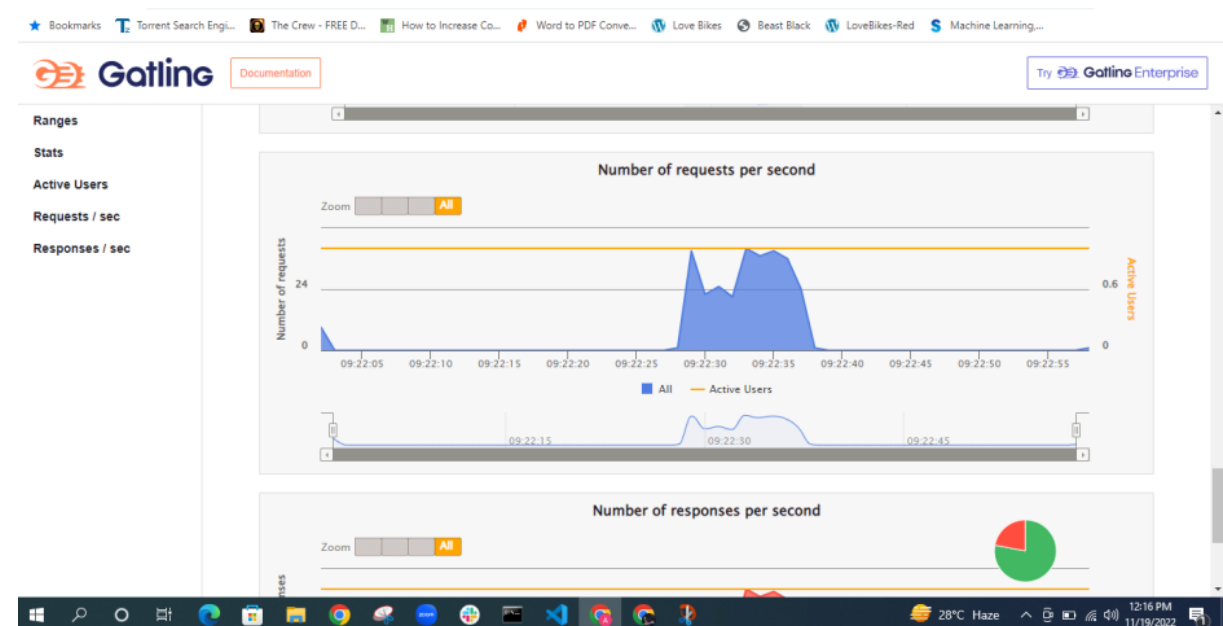 Bookmarks Torrent Search Engi... The Crew - FREE D... How to Increase Co... Word to PDF Conve... Love Bikes Beast Black LoveBikes-Red Machine Learning,...
Gatling Documentation Try Gatling Enterprise
Ranges
Stats
Active Users
Requests / sec
Responses / sec
Number of requests per second
Zoom All
Number of requests
24
0
Active Users
0.6
0
09:22:05 09:22:10 09:22:15 09:22:20 09:22:25 09:22:30 09:22:35 09:22:40 09:22:45 09:22:50 09:22:55
All Active Users
09:22:15 09:22:30 09:22:45
Number of responses per second
Zoom All
28°C Haze 12:16 PM
11/19/2022